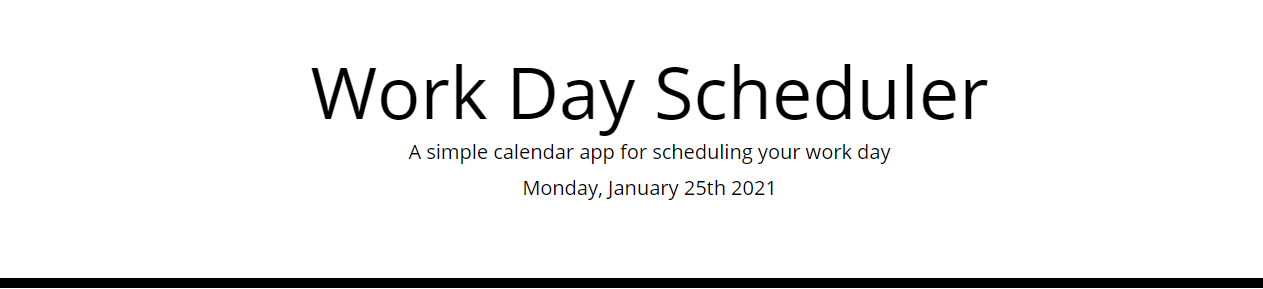 Work Day Scheduler
A simple calendar app for scheduling your work day
Monday, January 25th 2021